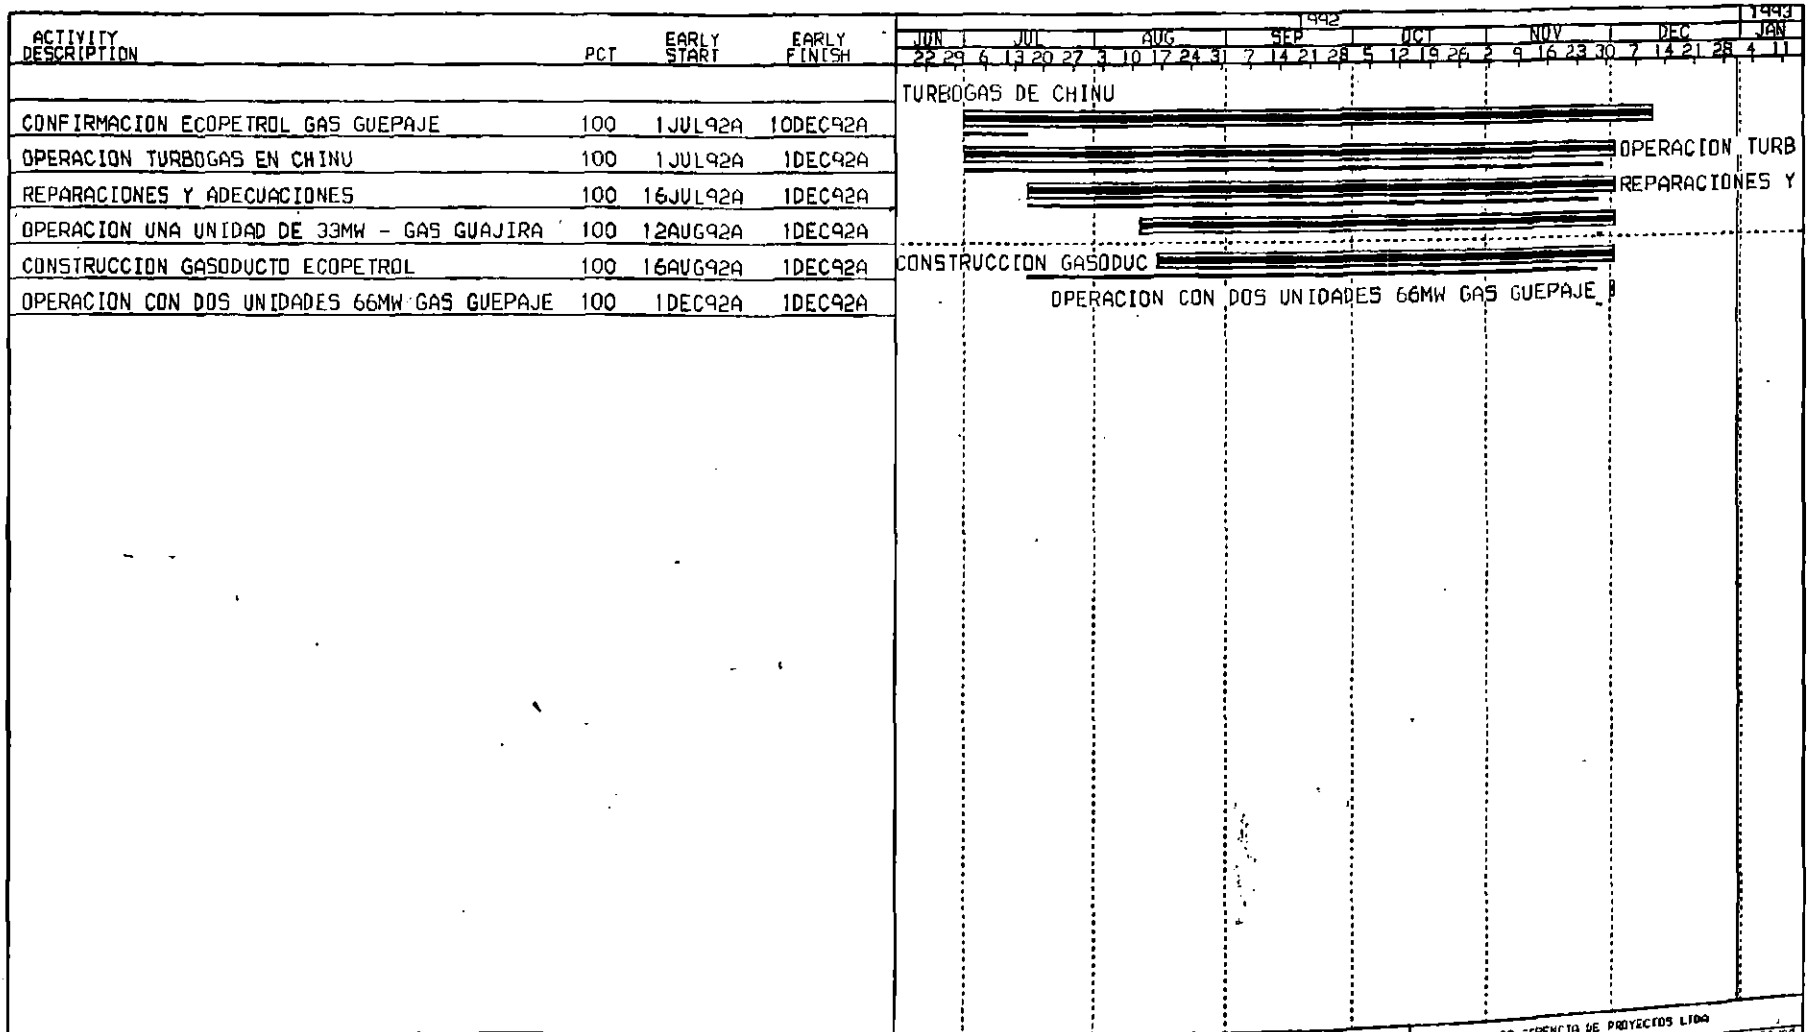 1992 1993
ACTIVITY DESCRIPTION PCT EARLY START EARLY FINISH JUN JUL AUG SEP OCT NOV DEC JAN
22 29 6 13 20 27 3 10 17 24 31 7 14 21 28 5 12 19 26 2 9 16 23 30 7 14 21 28 4 11
TURBOGAS DE CHINU
CONFIRMACION ECOPETROL GAS GUEPAJE 100 1JUL92A 10DEC92A
OPERACION TURBOGAS EN CHINU 100 1JUL92A 1DEC92A OPERACION TURB
REPARACIONES Y ADECUACIONES 100 16JUL92A 1DEC92A REPARACIONES Y
OPERACION UNA UNIDAD DE 33MW - GAS GUAJIRA 100 12AUG92A 1DEC92A
CONSTRUCCION GASODUCTO ECOPETROL 100 16AUG92A 1DEC92A CONSTRUCCION GASODUC
OPERACION CON DOS UNIDADES 66MW GAS GUEPAJE 100 1DEC92A 1DEC92A OPERACION CON DOS UNIDADES 66MW GAS GUEPAJE
DE PROYECTOS LTDA